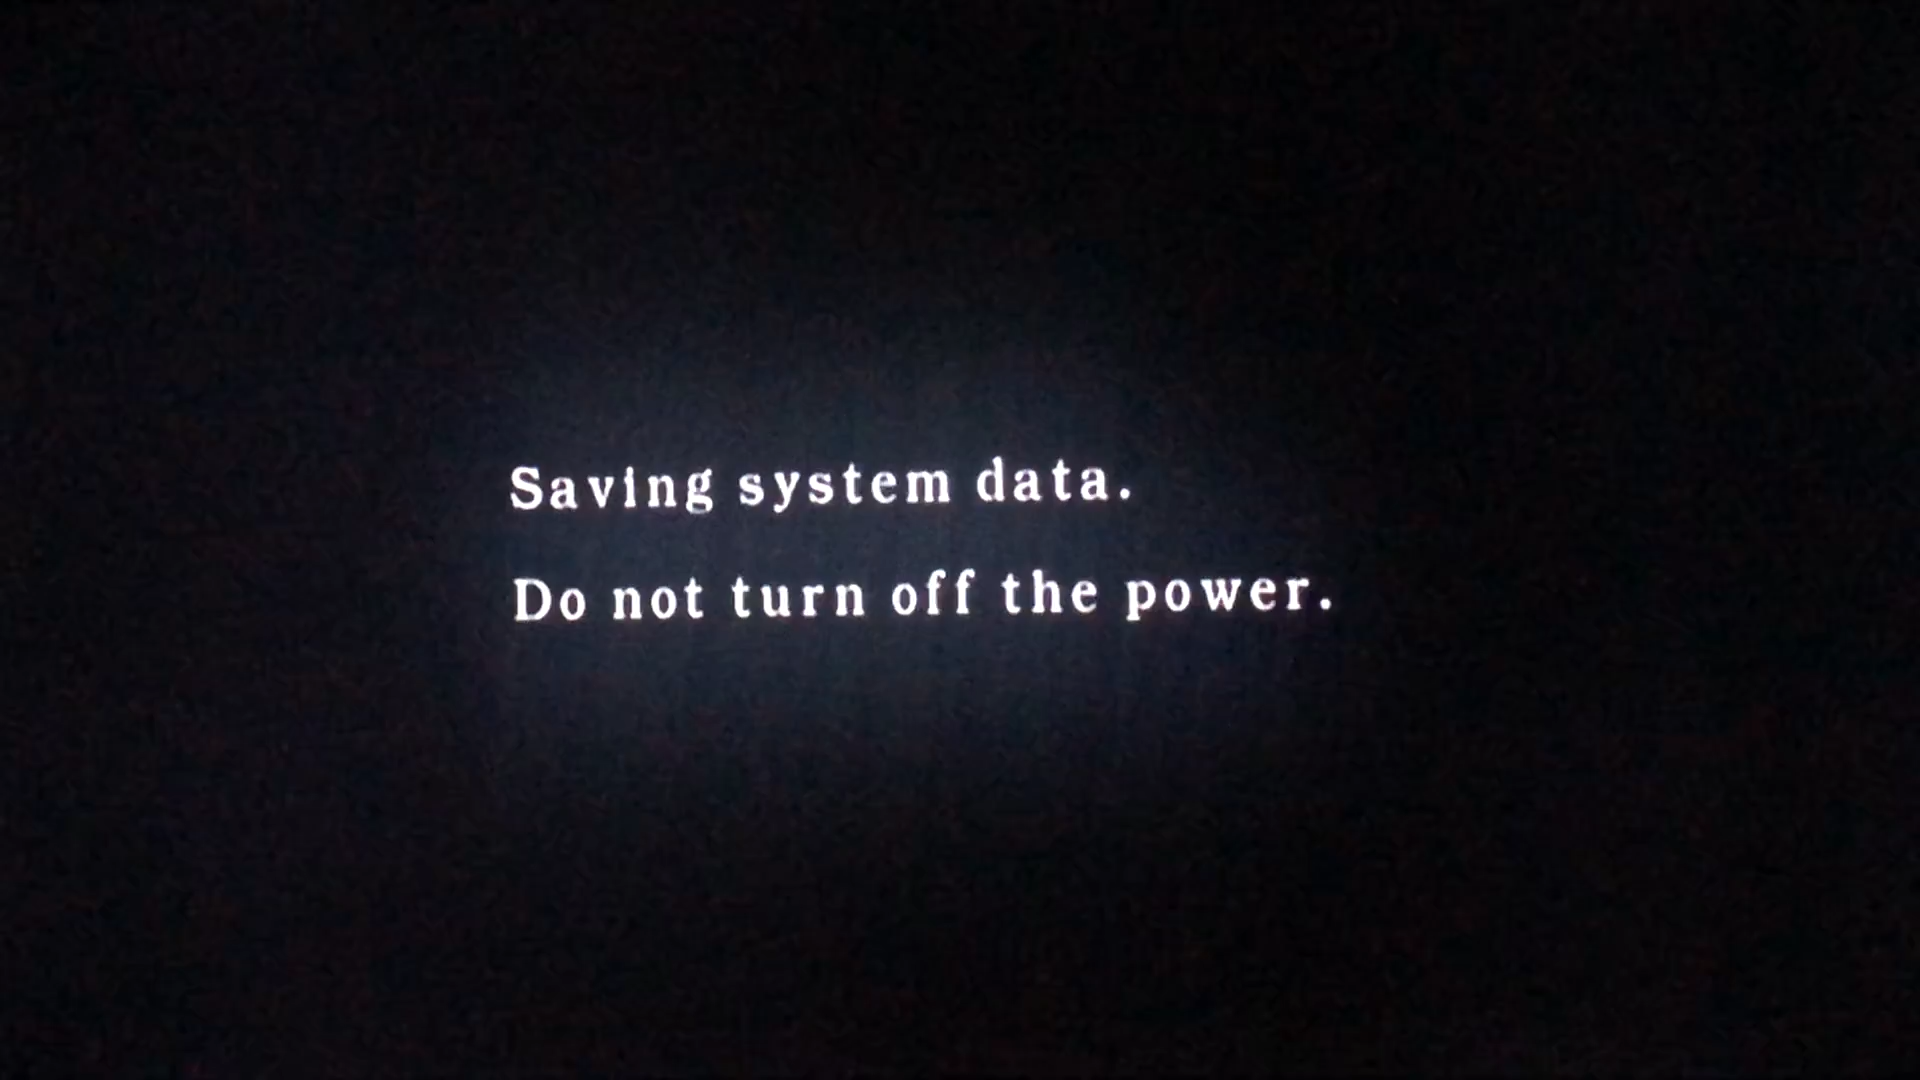 Saving system data.
Do not turn off the power.